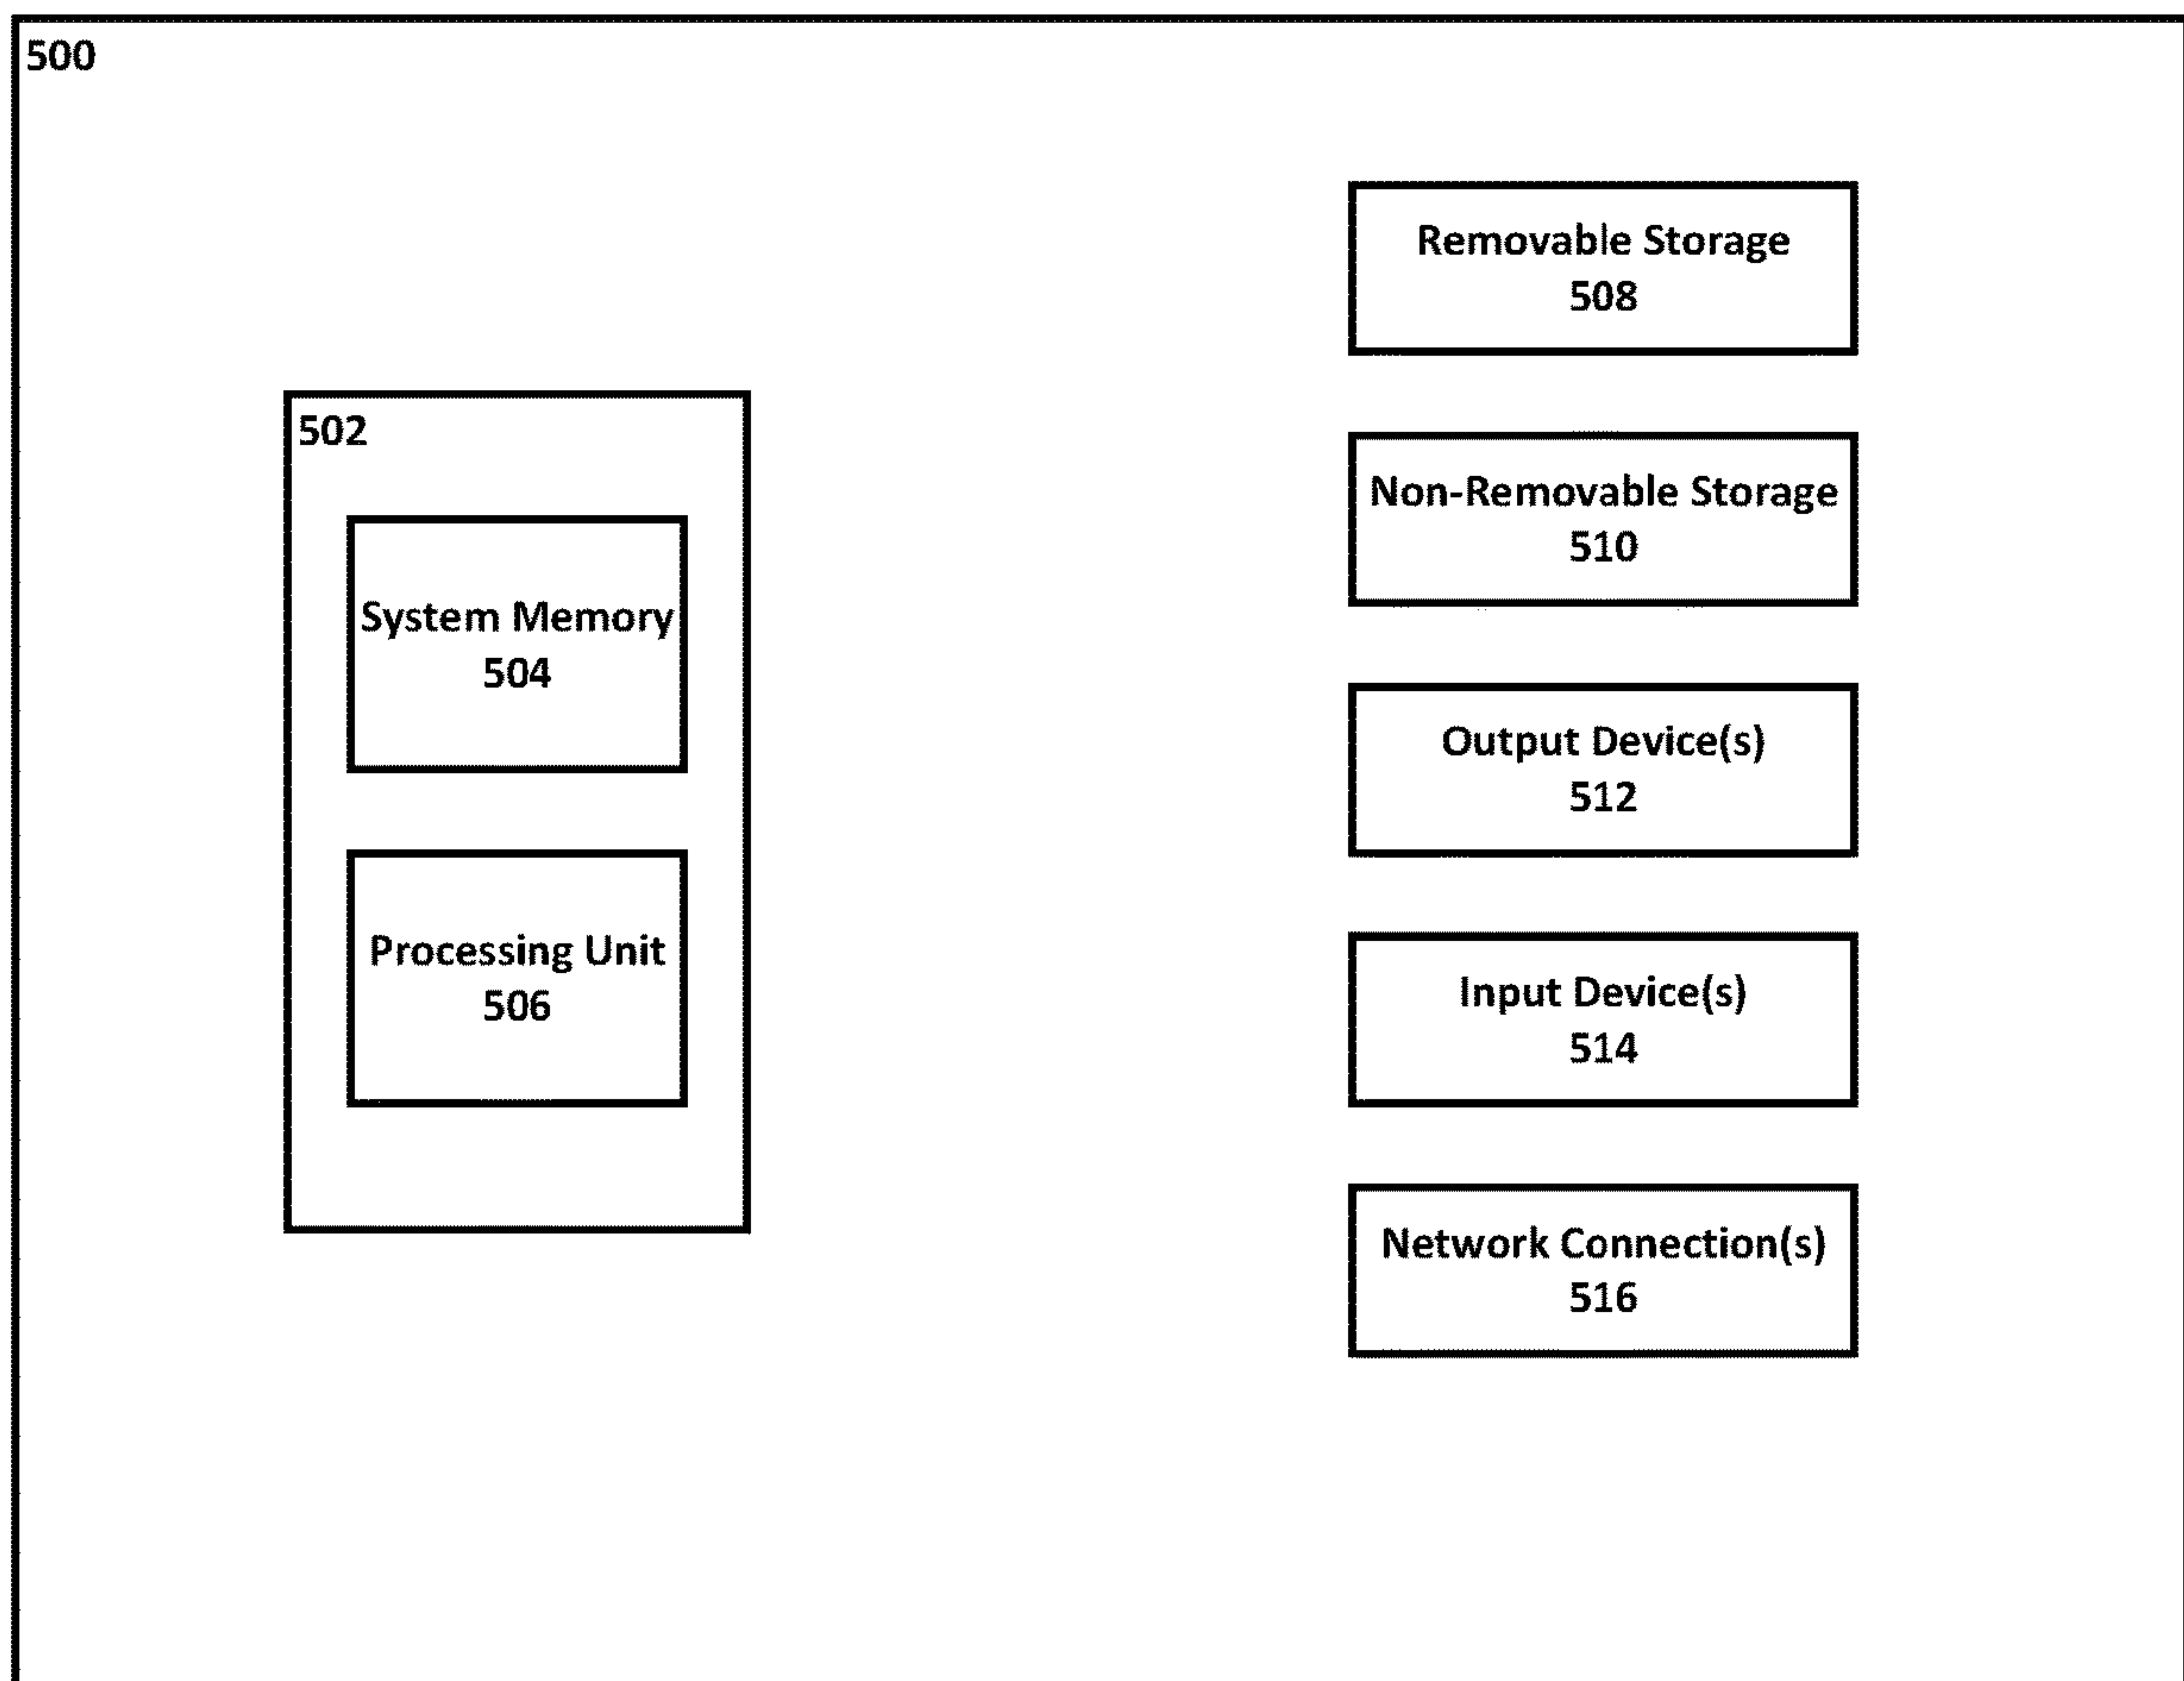 500
502
System Memory
504
Processing Unit
506
Removable Storage
508
Non-Removable Storage
510
Output Device(s)
512
Input Device(s)
514
Network Connection(s)
516